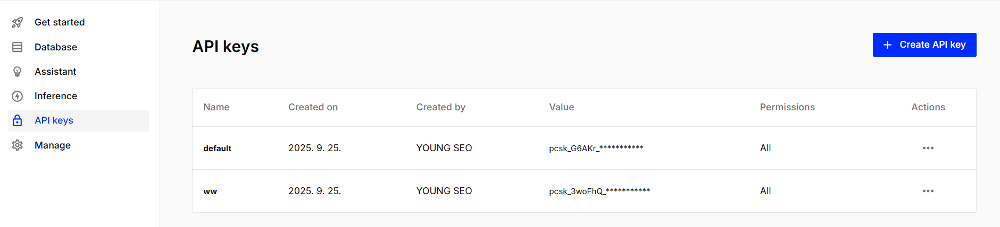 Get started
Database
Assistant
Inference
API keys
Manage
API keys
+ Create API key
Name Created on Created by Value Permissions Actions
default 2025. 9. 25. YOUNG SEO pcsk_G6AKr_*********** All •••
ww 2025. 9. 25. YOUNG SEO pcsk_3woFhQ_*********** All •••